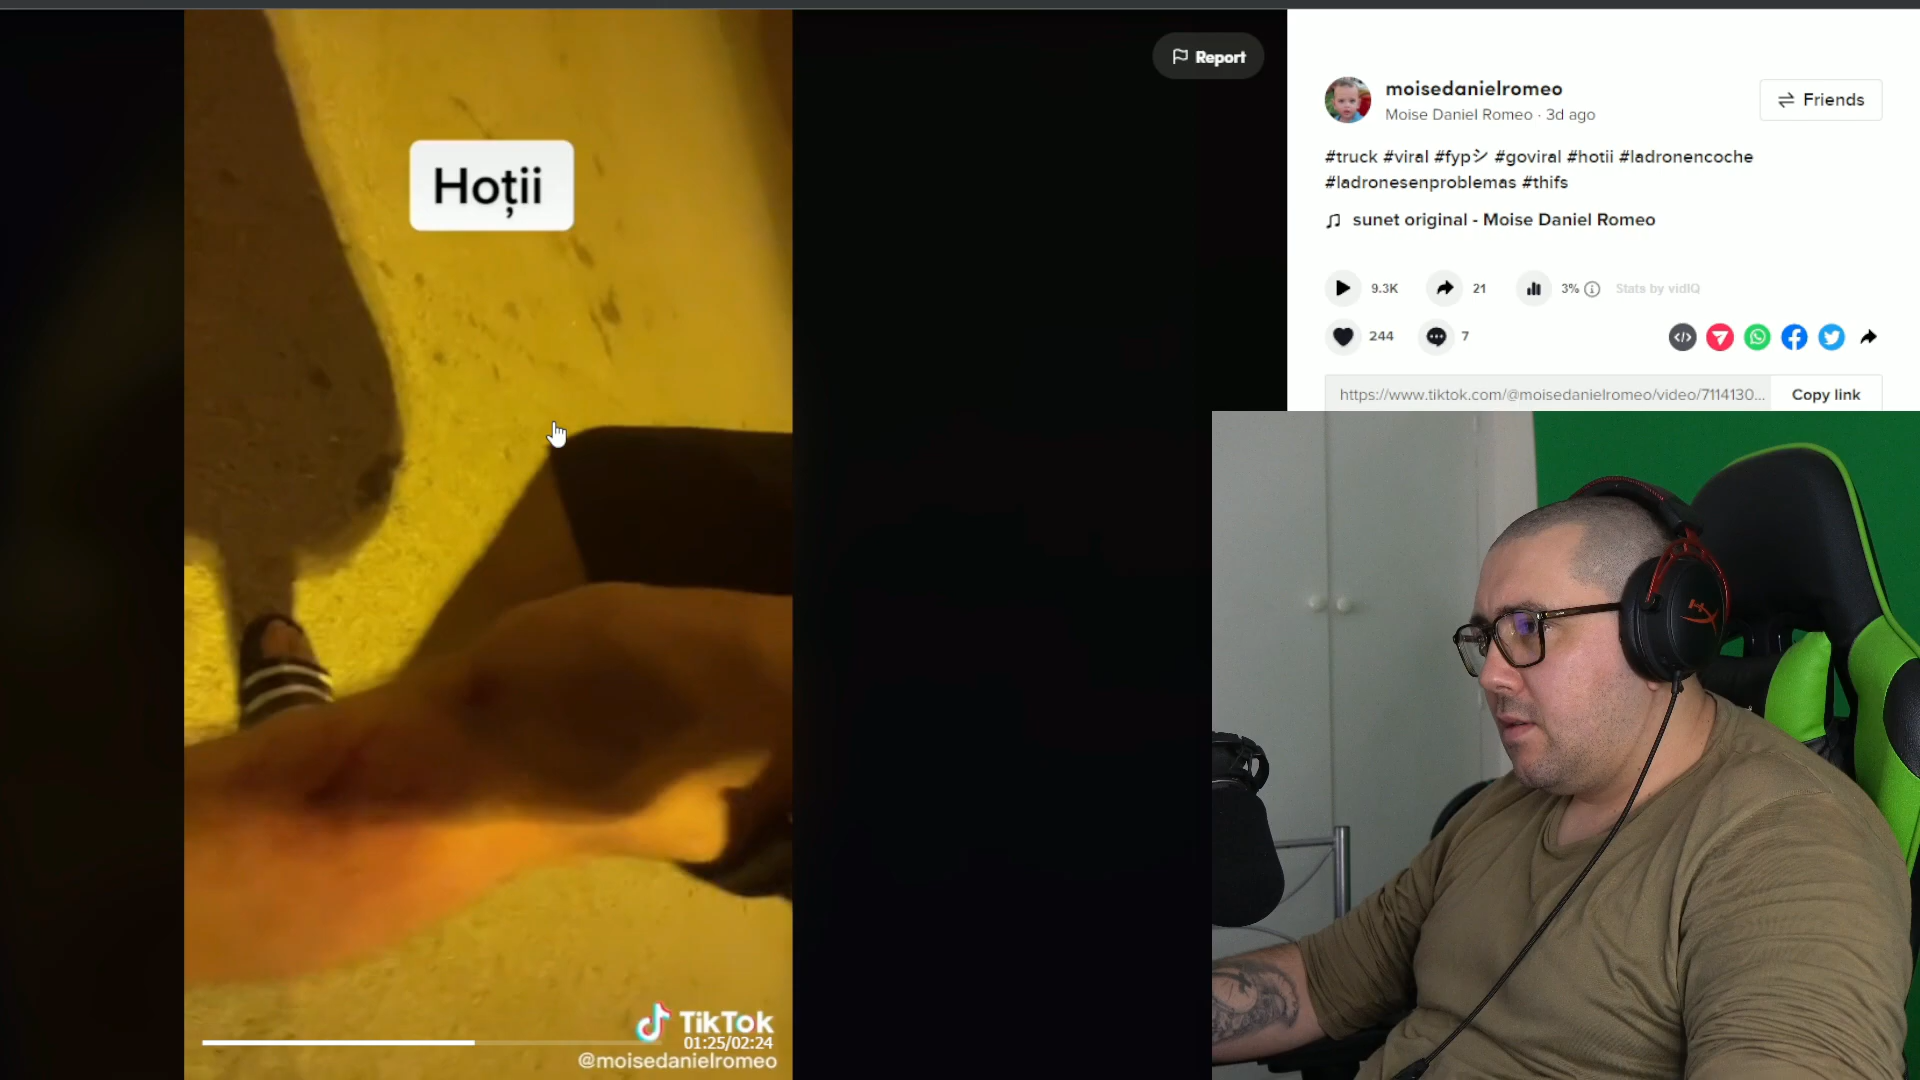 Report
Hoții
moisedanielromeo
Moise Daniel Romeo · 3d ago
Friends
#truck #viral #fypシ #goviral #hotii #ladronencoche
#ladronesenproblemas #thifs
sunet original - Moise Daniel Romeo
9.3K
21
3%
Stats by vidIQ
244
7
https://www.tiktok.com/@moisedanielromeo/video/7114130...
Copy link
TikTok
01:25/02:24
@moisedanielromeo